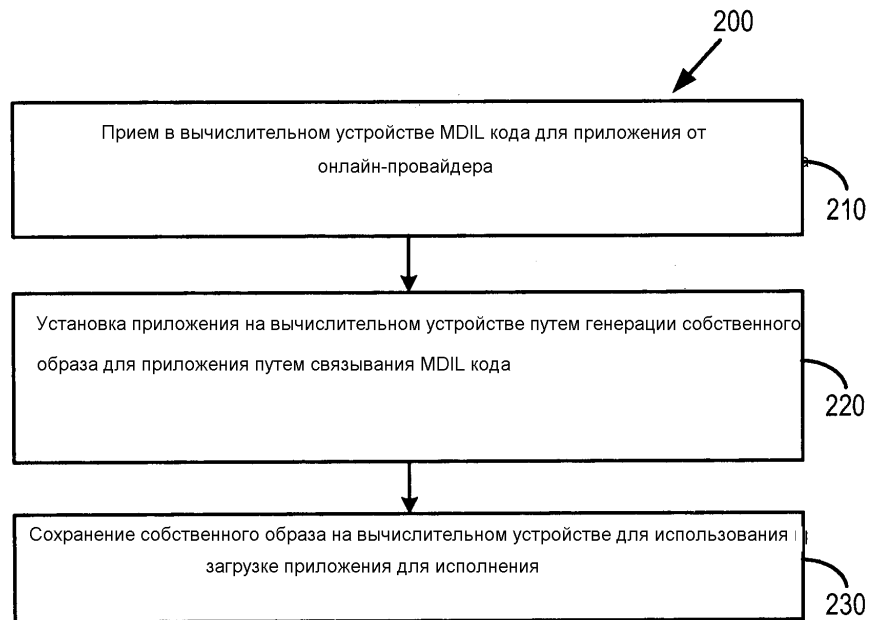 200
Прием в вычислительном устройстве MDIL кода для приложения от
онлайн-провайдера
210
Установка приложения на вычислительном устройстве путем генерации собственного
образа для приложения путем связывания MDIL кода
220
Сохранение собственного образа на вычислительном устройстве для использования
загрузке приложения для исполнения
230